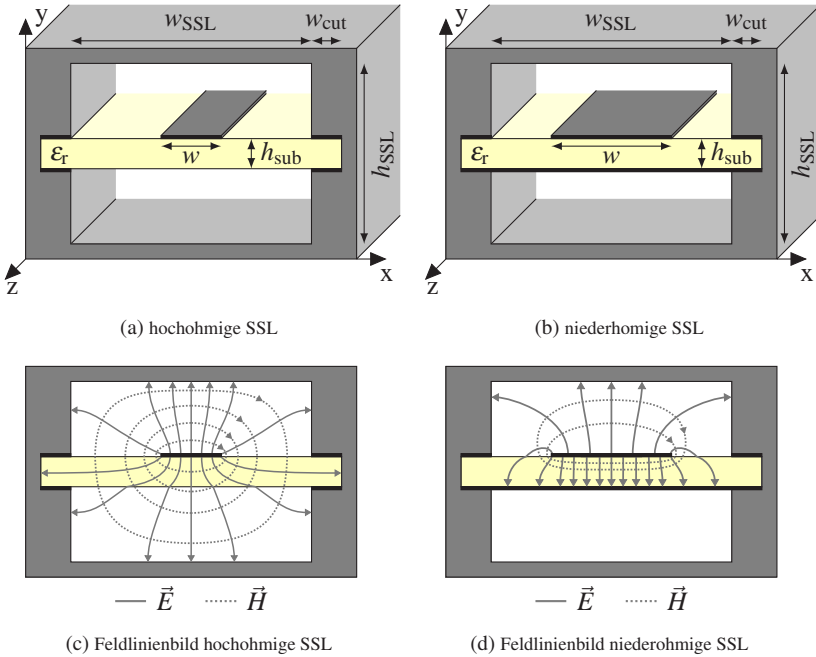 y
w_SSL
w_cut
ε_r
w
h_sub
h_SSL
x
z
(a) hochohmige SSL
y
w_SSL
w_cut
ε_r
w
h_sub
h_SSL
x
z
(b) niederhomige SSL
E⃗ H⃗
(c) Feldlinienbild hochohmige SSL
E⃗ H⃗
(d) Feldlinienbild niederohmige SSL